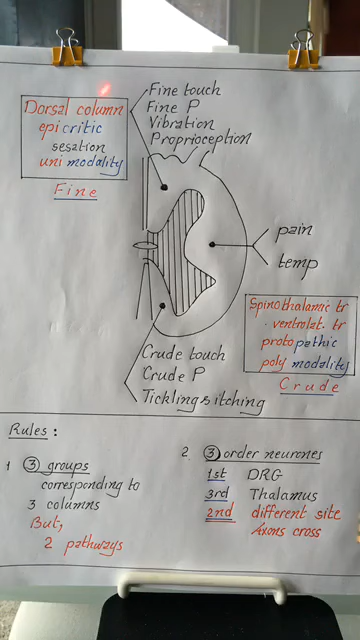 Fine touch
Fine P
Vibration
Proprioception
Dorsal column
epicritic
sesation
uni modality
Fine
pain
temp
Spinothalamic tr
ventrolat. tr
proto pathic
poly modality
Crude
Crude touch
Crude P
Tickling & itching
Rules:
1 3 groups
corresponding to
3 columns
But,
2 pathways
2. 3 order neurones
1st DRG
3rd Thalamus
2nd different site
Axons cross